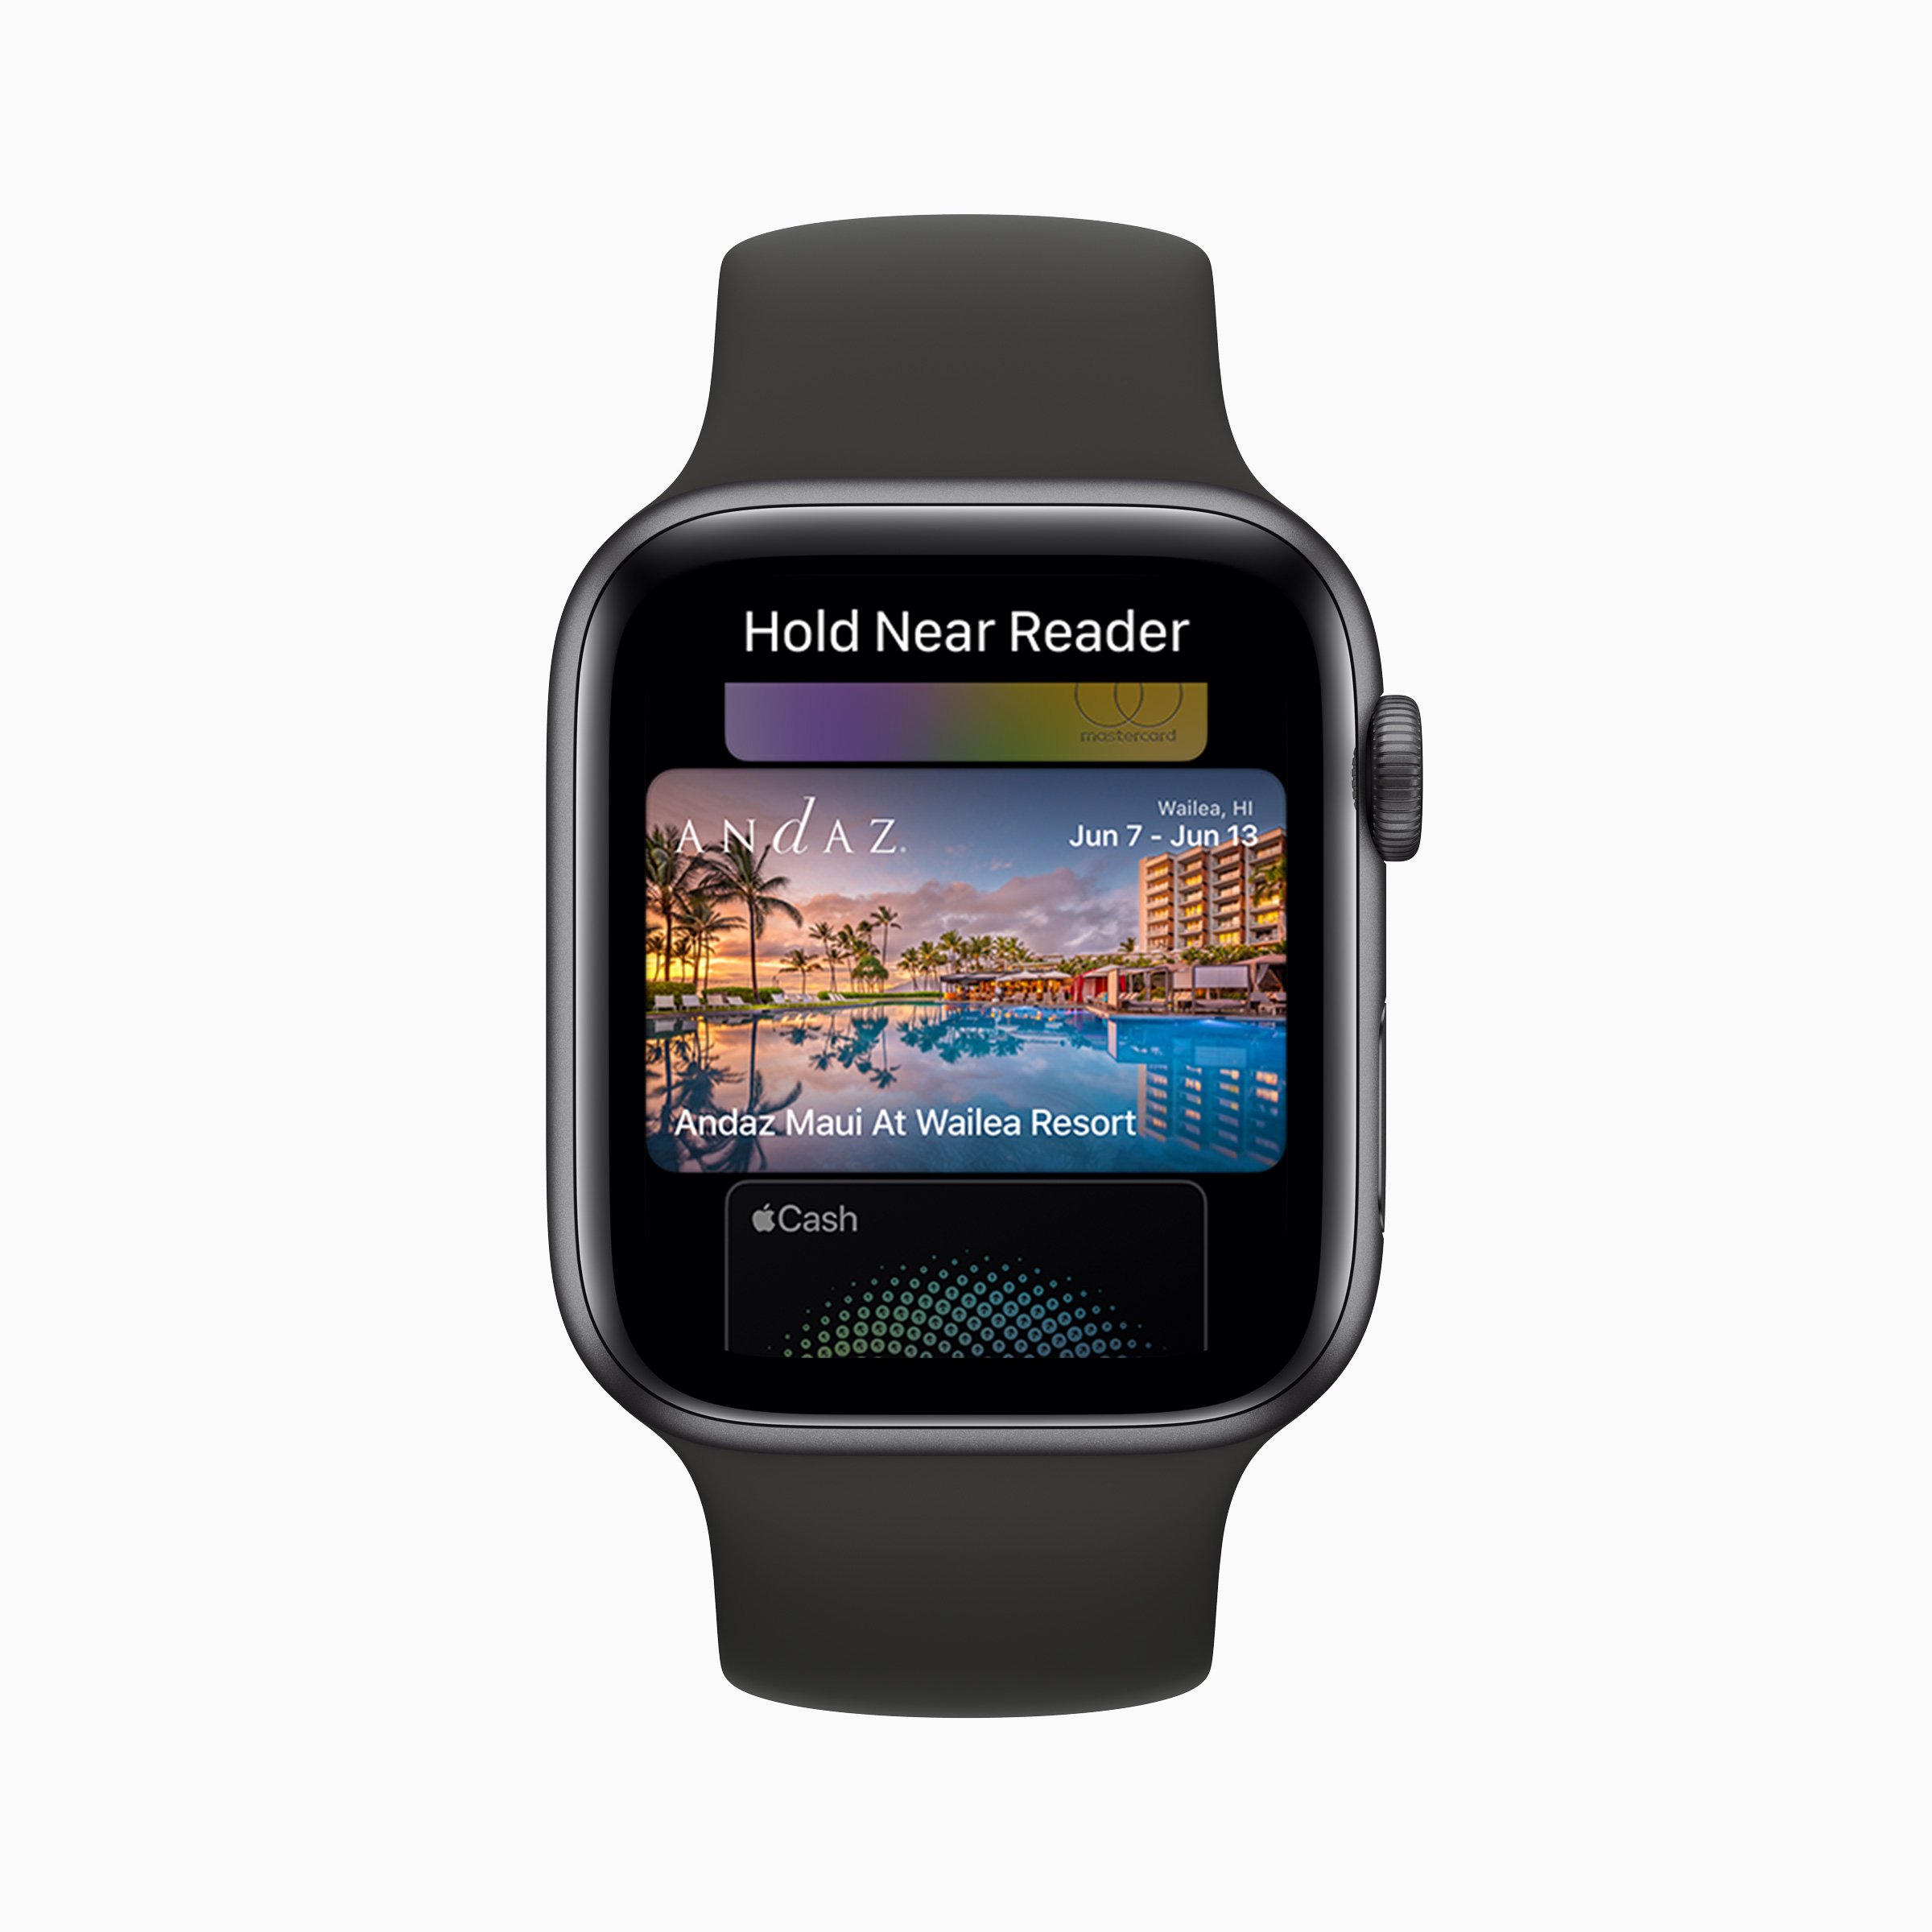 Hold Near Reader
mastercard
ANdAZ.
Wailea, HI
Jun 7 - Jun 13
Andaz Maui At Wailea Resort
Cash